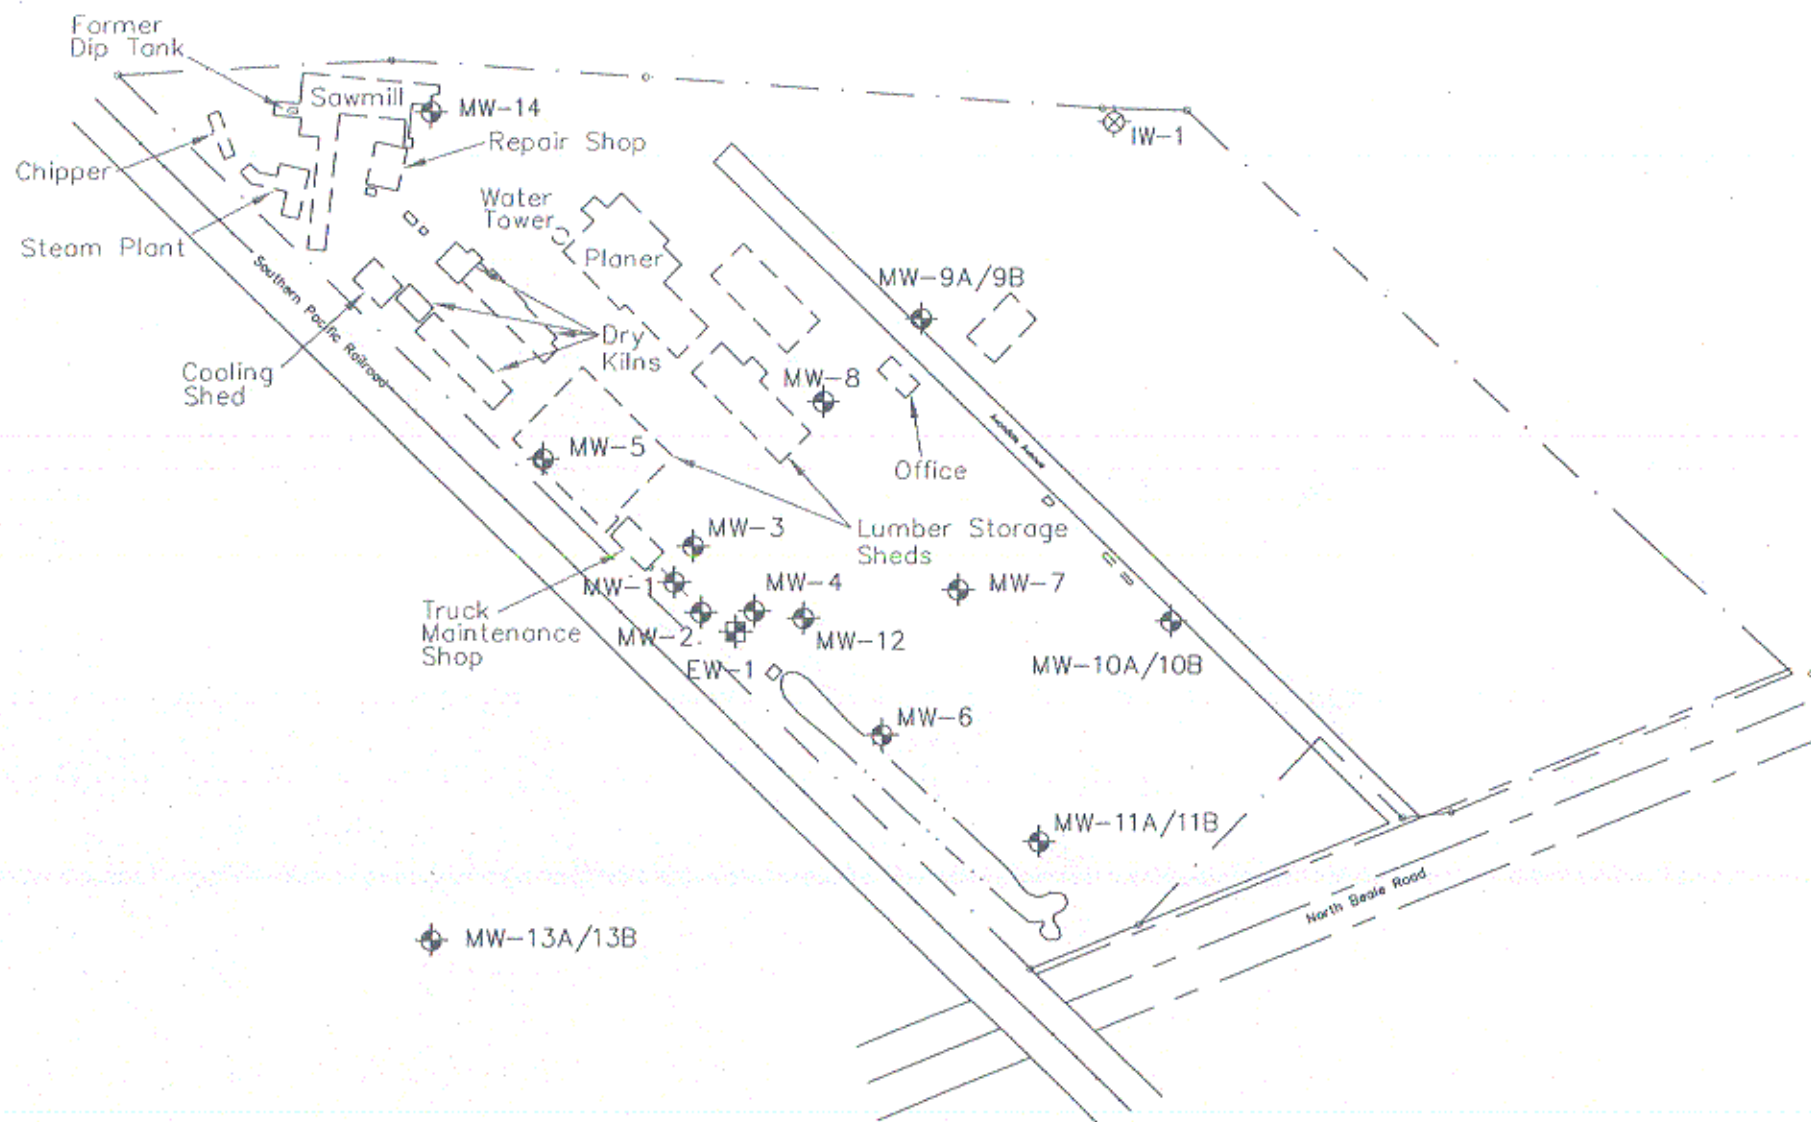 Former
Dip Tank
Sawmill
MW-14
IW-1
Repair Shop
Chipper
Water
Tower
Steam Plant
Planer
Southern Pacific Railroad
MW-9A/9B
Dry
Kilns
Cooling
Shed
MW-8
MW-5
Office
MW-3
Lumber Storage
Sheds
MW-1
MW-4
MW-7
Truck
Maintenance
Shop
MW-2
MW-12
EW-1
MW-10A/10B
MW-6
MW-11A/11B
North Beale Road
MW-13A/13B